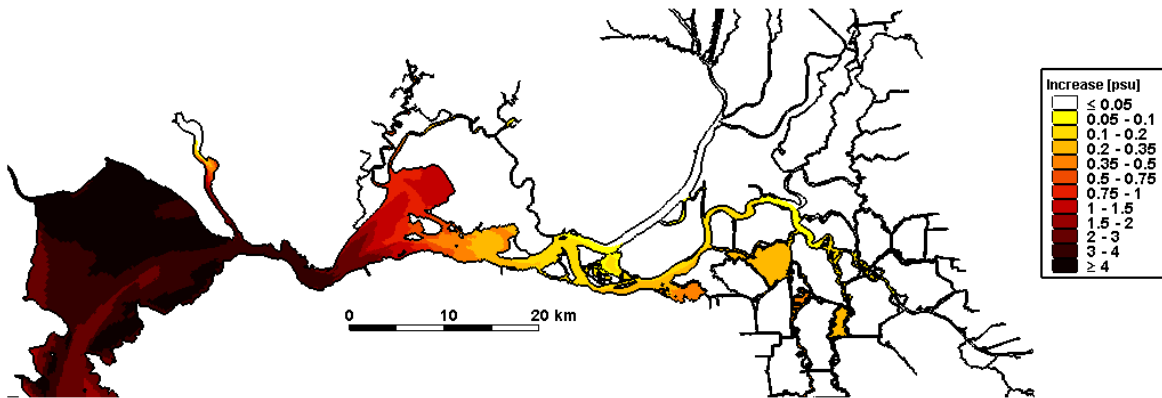 Increase [psu]
≤ 0.05
0.05 - 0.1
0.1 - 0.2
0.2 - 0.35
0.35 - 0.5
0.5 - 0.75
0.75 - 1
1 - 1.5
1.5 - 2
2 - 3
3 - 4
≥ 4
0 10 20 km